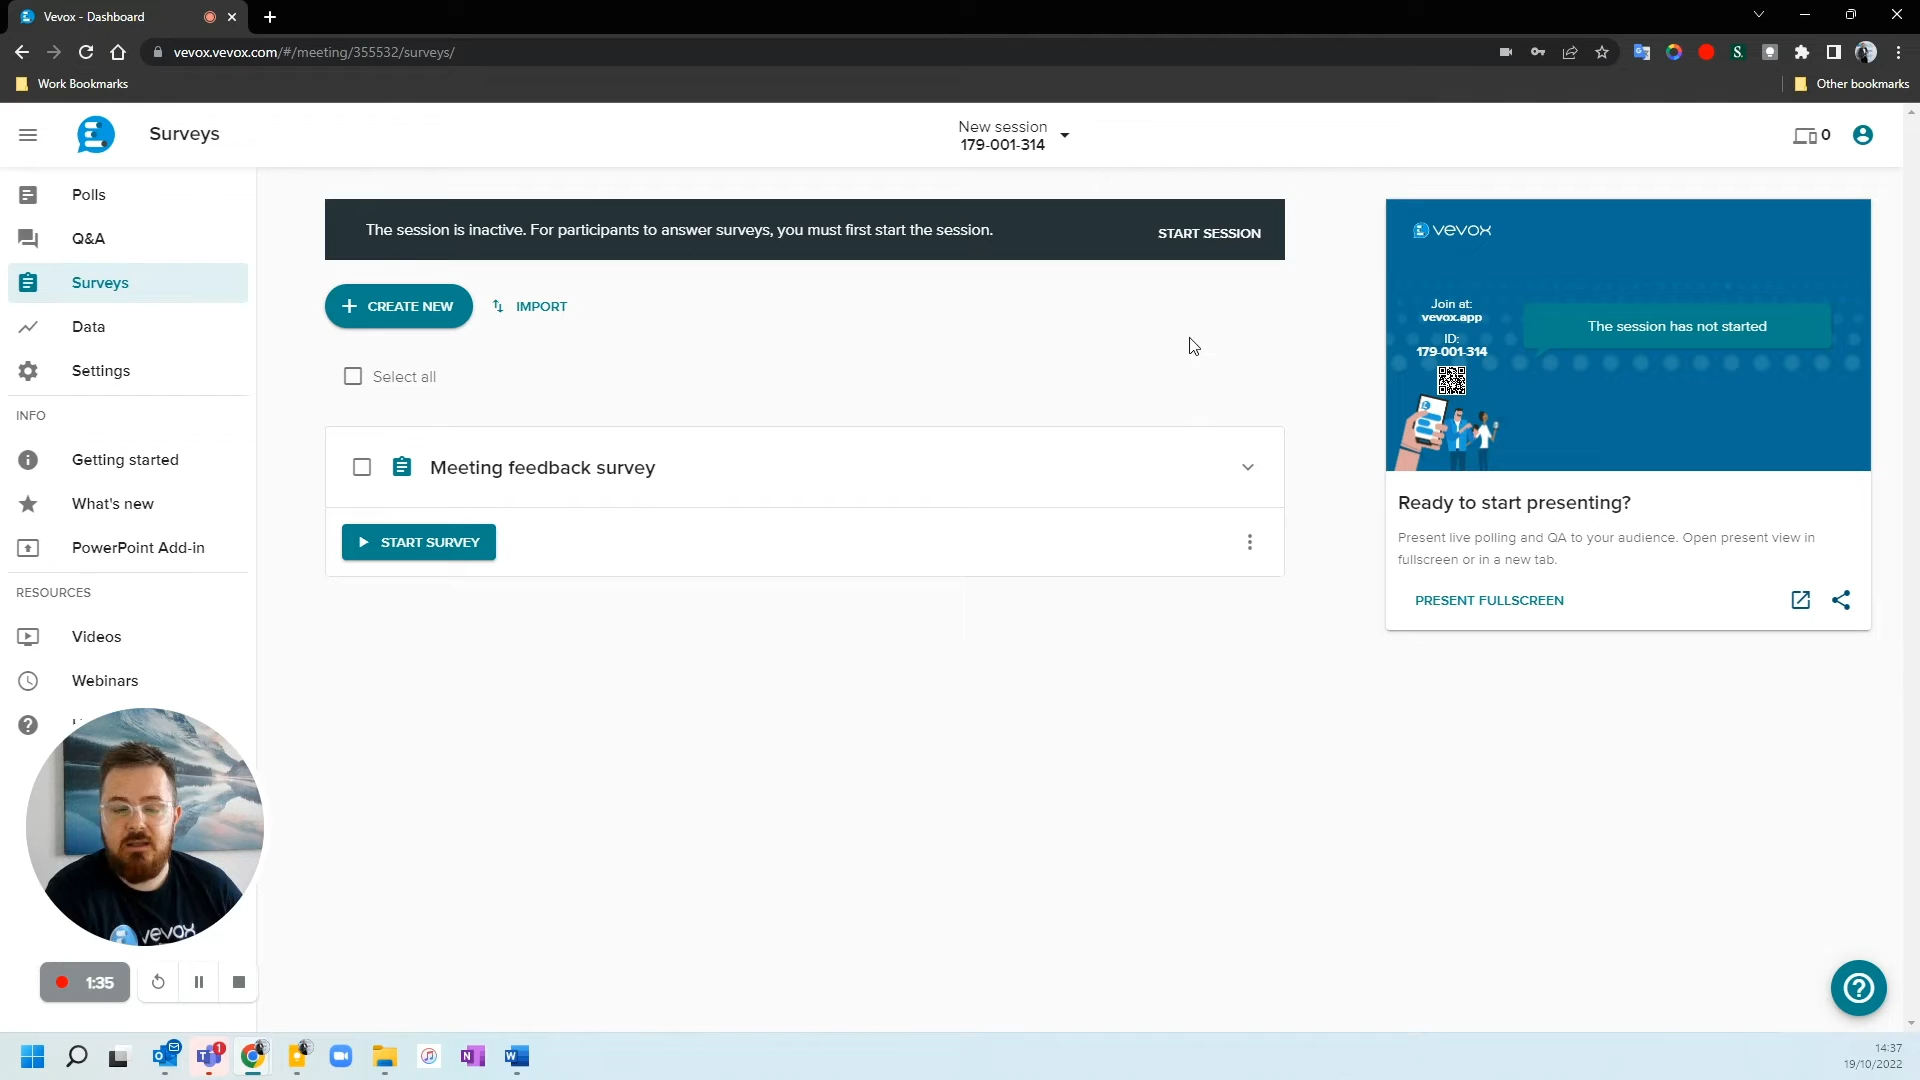 Vevox - Dashboard
vevox.vevox.com/#/meeting/355532/surveys/
Work Bookmarks
Other bookmarks
Surveys
New session
179-001-314
0
Polls
Q&A
Surveys
Data
Settings
INFO
Getting started
What's new
PowerPoint Add-in
RESOURCES
Videos
Webinars
The session is inactive. For participants to answer surveys, you must first start the session.
START SESSION
CREATE NEW
IMPORT
Select all
Meeting feedback survey
START SURVEY
vevox
Join at:
vevox.app
ID:
179-001-314
The session has not started
Ready to start presenting?
Present live polling and QA to your audience. Open present view in
fullscreen or in a new tab.
PRESENT FULLSCREEN
vevox
1:35
14:37
19/10/2022